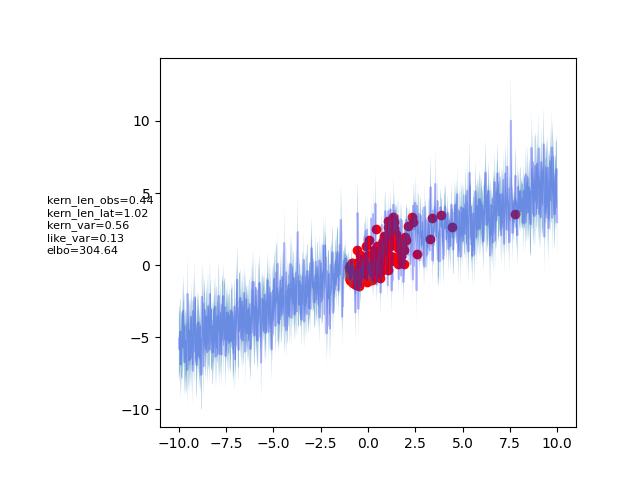 10
5
0
−5
−10
kern_len_obs=0.44
kern_len_lat=1.02
kern_var=0.56
like_var=0.13
elbo=304.64
−10.0 −7.5 −5.0 −2.5 0.0 2.5 5.0 7.5 10.0